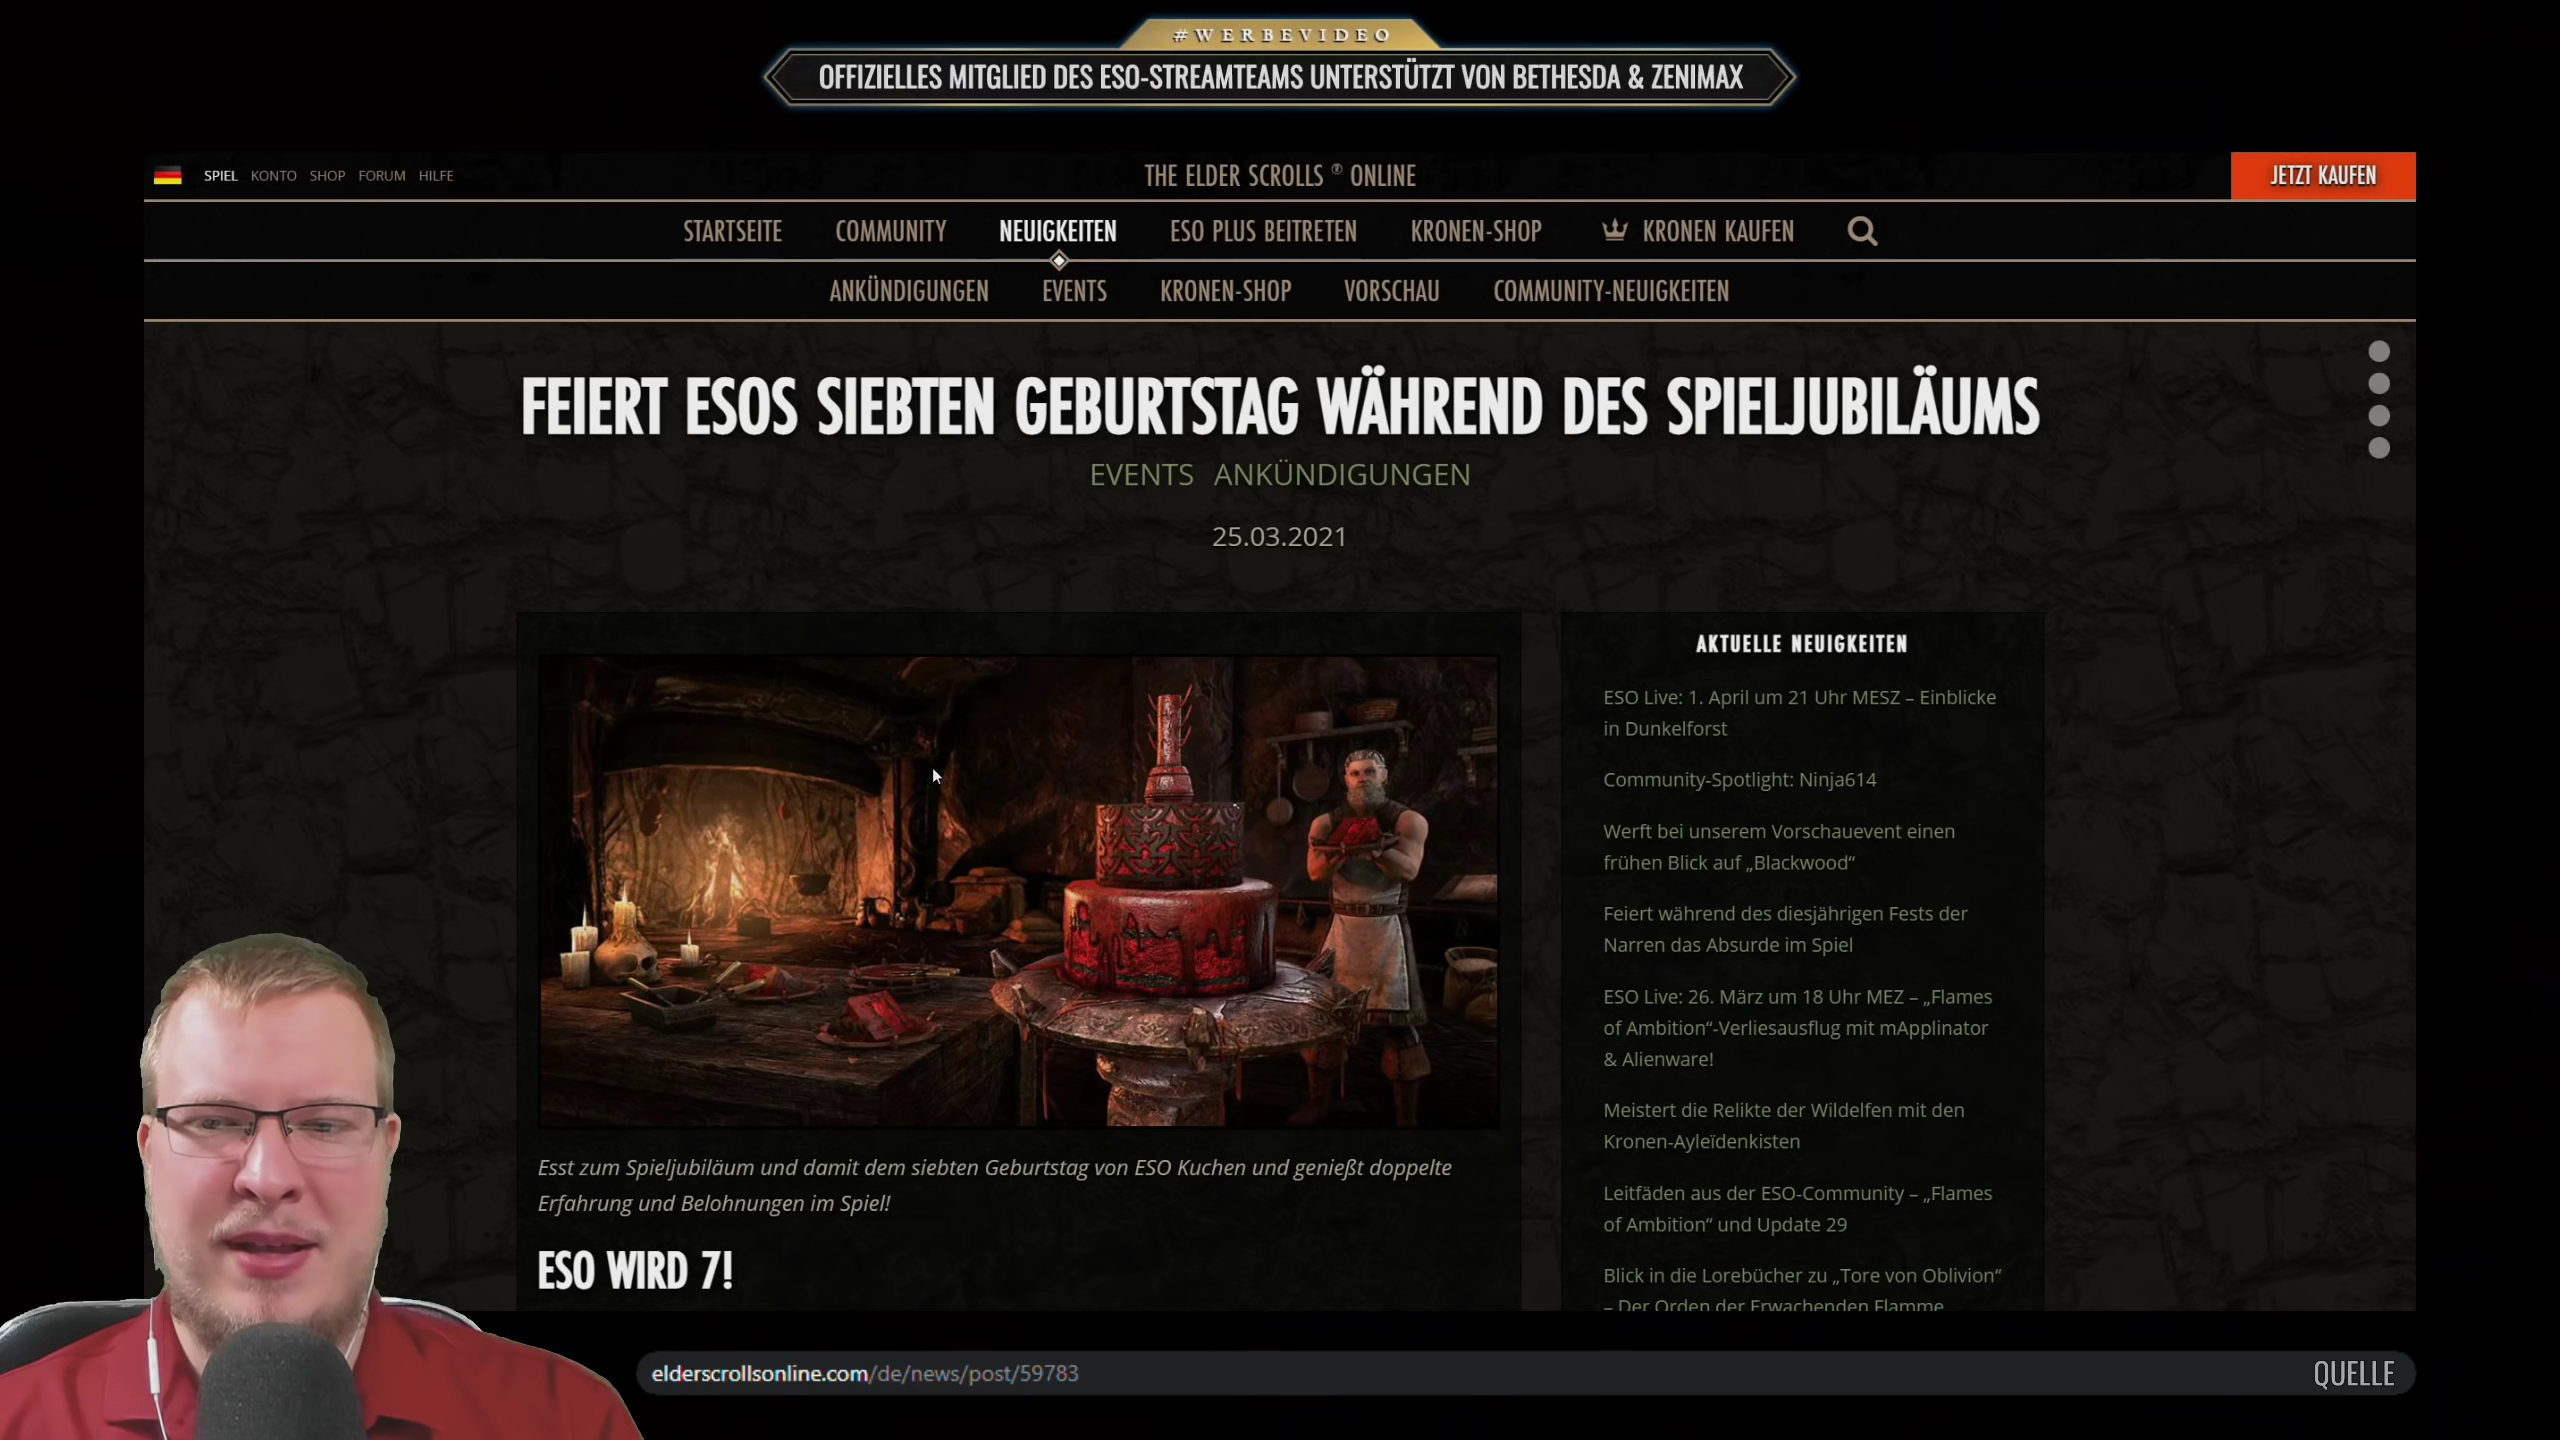 #WERBEVIDEO
OFFIZIELLES MITGLIED DES ESO-STREAMTEAMS UNTERSTÜTZT VON BETHESDA & ZENIMAX
SPIEL KONTO SHOP FORUM HILFE
THE ELDER SCROLLS ® ONLINE
JETZT KAUFEN
STARTSEITE COMMUNITY NEUIGKEITEN ESO PLUS BEITRETEN KRONEN-SHOP KRONEN KAUFEN
ANKÜNDIGUNGEN EVENTS KRONEN-SHOP VORSCHAU COMMUNITY-NEUIGKEITEN
FEIERT ESOS SIEBTEN GEBURTSTAG WÄHREND DES SPIELJUBILÄUMS
EVENTS ANKÜNDIGUNGEN
25.03.2021
Esst zum Spieljubiläum und damit dem siebten Geburtstag von ESO Kuchen und genießt doppelte
Erfahrung und Belohnungen im Spiel!
ESO WIRD 7!
AKTUELLE NEUIGKEITEN
ESO Live: 1. April um 21 Uhr MESZ – Einblicke
in Dunkelforst
Community-Spotlight: Ninja614
Werft bei unserem Vorschauevent einen
frühen Blick auf „Blackwood“
Feiert während des diesjährigen Fests der
Narren das Absurde im Spiel
ESO Live: 26. März um 18 Uhr MEZ – „Flames
of Ambition“-Verliesausflug mit mApplinator
& Alienware!
Meistert die Relikte der Wildelfen mit den
Kronen-Ayleïdenkisten
Leitfäden aus der ESO-Community – „Flames
of Ambition“ und Update 29
Blick in die Lorebücher zu „Tore von Oblivion“
– Der Orden der Erwachenden Flamme
elderscrollsonline.com/de/news/post/59783
QUELLE